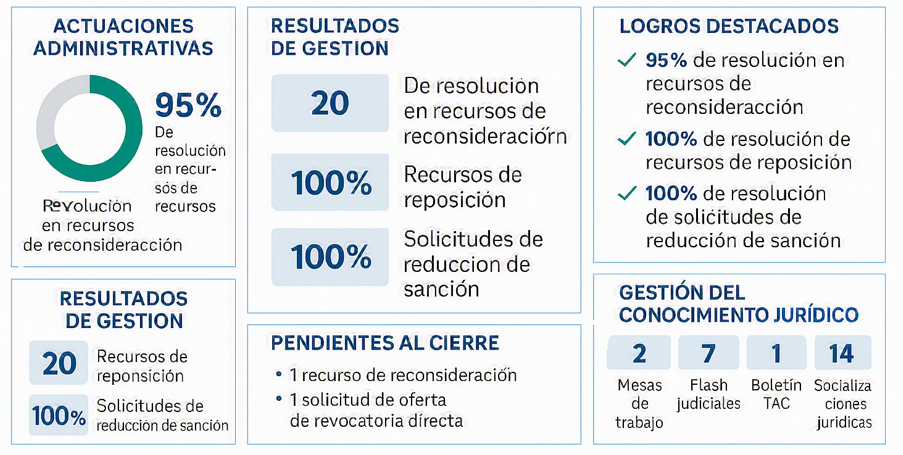 ACTUACIONES
ADMINISTRATIVAS
95%
De
resolución
en recur-
sós de
recursos
Revolución
en recursos
de reconsideracción
RESULTADOS
DE GESTION
20
Recursos de
reponsición
100%
Solicitudes de
reducción de sanción
RESULTADOS
DE GESTION
20
De resolución
en recursos de
reconsideración
100%
Recursos de
reposición
100%
Solicitudes de
reduccion de
sanción
PENDIENTES AL CIERRE
• 1 recurso de reconsideración
• 1 solicitud de oferta
de revocatoria directa
LOGROS DESTACADOS
✓ 95% de resolución en
recursos de
reconsideracción
✓ 100% de resolución de
recursos de reposición
✓ 100% de resolución
de solicitudes de
reducción de sanción
GESTIÓN DEL
CONOCIMIENTO JURÍDICO
2
Mesas
de
trabajo
7
Flash
judiciales
1
Boletín
TAC
14
Socializa
ciones
juridicas